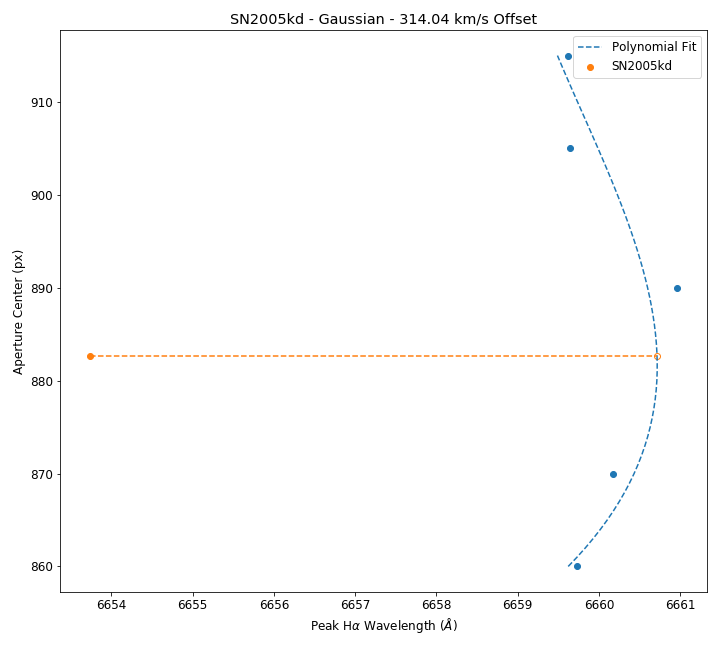 SN2005kd - Gaussian - 314.04 km/s Offset
Polynomial Fit
SN2005kd
Aperture Center (px)
910
900
890
880
870
860
6654 6655 6656 6657 6658 6659 6660 6661
Peak Hα Wavelength (Å)